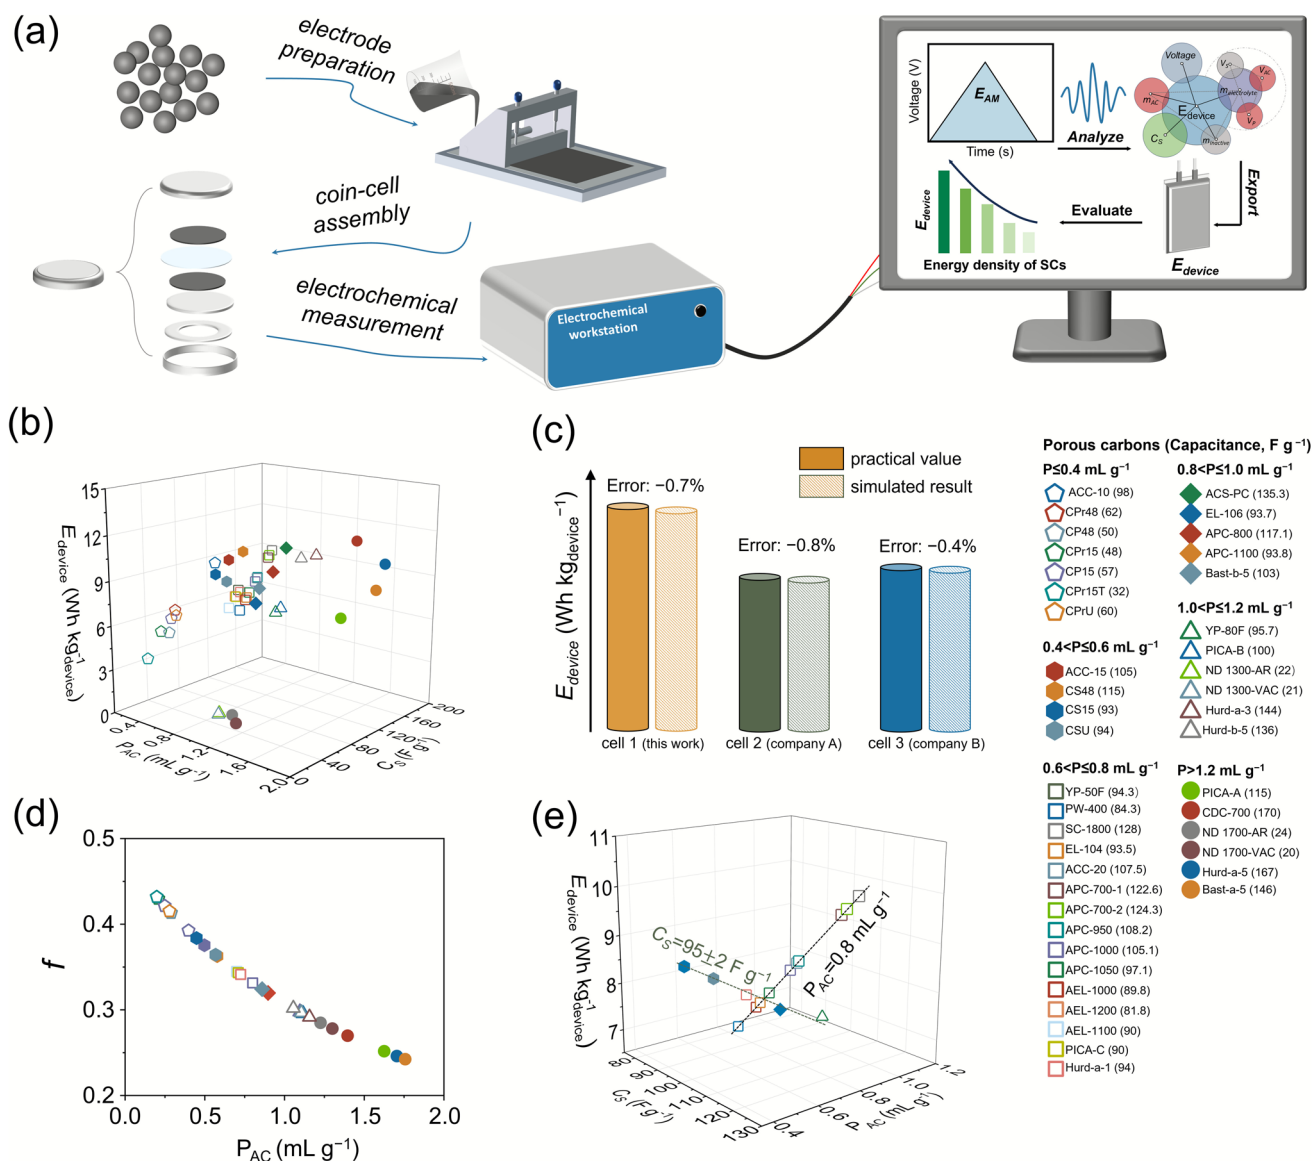 (a)
electrode
preparation
coin-cell
assembly
electrochemical
measurement
Electrochemical
workstation
Voltage (V)
E_AM
Time (s)
Analyze
Voltage
V_S
V_AC
m_AC
m_electrolyte
E_device
V_P
C_S
m_inactive
Export
E_device
Evaluate
E_device
Energy density of SCs
(b)
E_device (Wh kg⁻¹_device)
15
12
9
6
3
0
0.4
0.8
1.2
1.6
2.0
P_AC (mL g⁻¹)
0
40
80
120
160
200
C_S (F g⁻¹)
(c)
practical value
simulated result
E_device (Wh kg_device⁻¹)
Error: −0.7%
Error: −0.8%
Error: −0.4%
cell 1 (this work)
cell 2 (company A)
cell 3 (company B)
Porous carbons (Capacitance, F g⁻¹)
P≤0.4 mL g⁻¹
ACC-10 (98)
CPr48 (62)
CP48 (50)
CPr15 (48)
CP15 (57)
CPr15T (32)
CPrU (60)
0.4<P≤0.6 mL g⁻¹
ACC-15 (105)
CS48 (115)
CS15 (93)
CSU (94)
0.6<P≤0.8 mL g⁻¹
YP-50F (94.3)
PW-400 (84.3)
SC-1800 (128)
EL-104 (93.5)
ACC-20 (107.5)
APC-700-1 (122.6)
APC-700-2 (124.3)
APC-950 (108.2)
APC-1000 (105.1)
APC-1050 (97.1)
AEL-1000 (89.8)
AEL-1200 (81.8)
AEL-1100 (90)
PICA-C (90)
Hurd-a-1 (94)
0.8<P≤1.0 mL g⁻¹
ACS-PC (135.3)
EL-106 (93.7)
APC-800 (117.1)
APC-1100 (93.8)
Bast-b-5 (103)
1.0<P≤1.2 mL g⁻¹
YP-80F (95.7)
PICA-B (100)
ND 1300-AR (22)
ND 1300-VAC (21)
Hurd-a-3 (144)
Hurd-b-5 (136)
P>1.2 mL g⁻¹
PICA-A (115)
CDC-700 (170)
ND 1700-AR (24)
ND 1700-VAC (20)
Hurd-a-5 (167)
Bast-a-5 (146)
(d)
f
0.5
0.4
0.3
0.2
0.0
0.5
1.0
1.5
2.0
P_AC (mL g⁻¹)
(e)
E_device (Wh kg⁻¹_device)
11
10
9
8
7
C_S=95±2 F g⁻¹
P_AC=0.8 mL g⁻¹
80
90
100
110
120
130
C_S (F g⁻¹)
0.4
0.6
0.8
1.0
1.2
P_AC (mL g⁻¹)